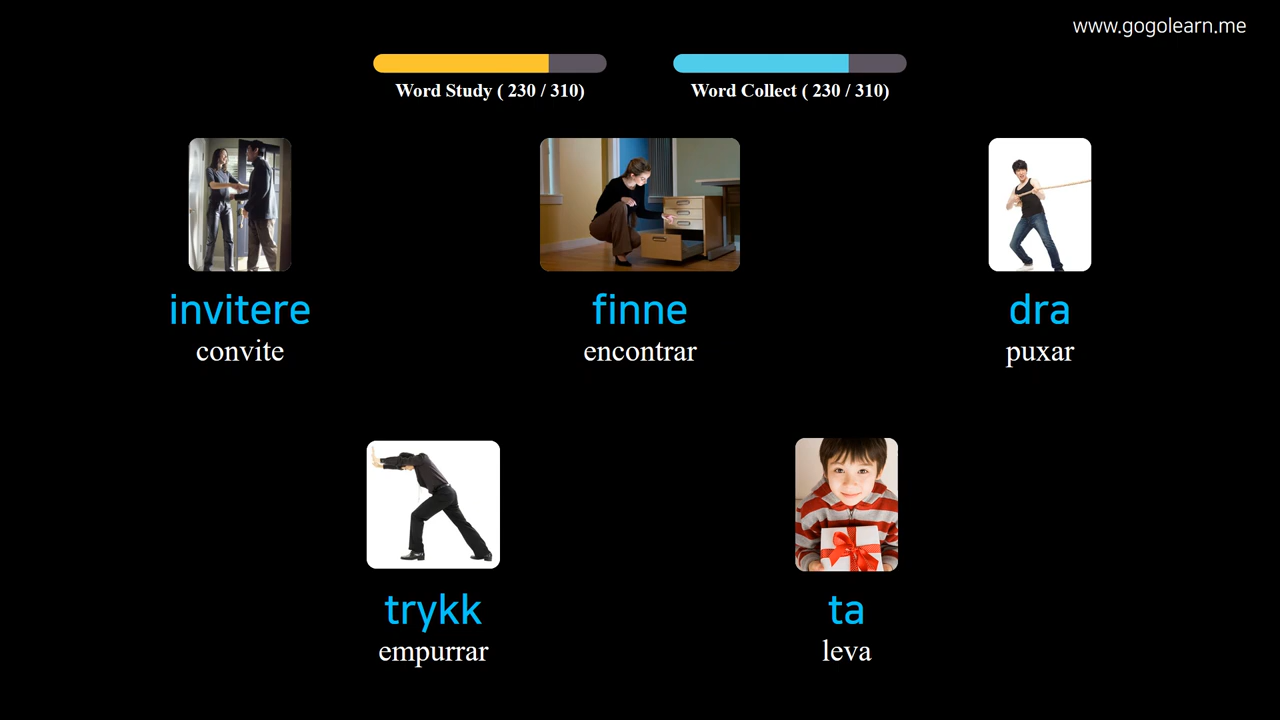 www.gogolearn.me
Word Study ( 230 / 310)
Word Collect ( 230 / 310)
invitere
convite
finne
encontrar
dra
puxar
trykk
empurrar
ta
leva